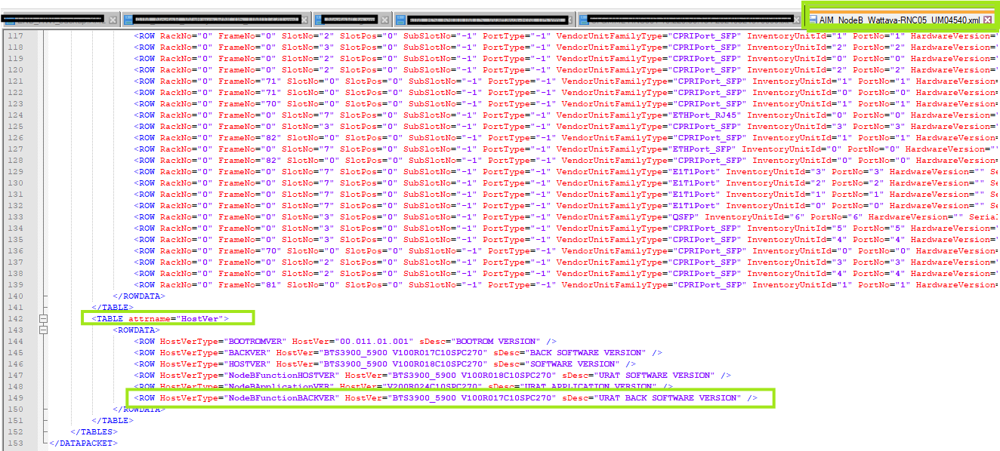 AIM_NodeB_Wattava-RNC05_UM04540.xml
117 <ROW RackNo="0" FrameNo="0" SlotNo="2" SlotPos="0" SubSlotNo="-1" PortType="-1" VendorUnitFamilyType="CPRIPort_SFP" InventoryUnitId="1" PortNo="1" HardwareVersion="
118 <ROW RackNo="0" FrameNo="0" SlotNo="3" SlotPos="0" SubSlotNo="-1" PortType="-1" VendorUnitFamilyType="CPRIPort_SFP" InventoryUnitId="2" PortNo="2" HardwareVersion="
119 <ROW RackNo="0" FrameNo="0" SlotNo="2" SlotPos="0" SubSlotNo="-1" PortType="-1" VendorUnitFamilyType="CPRIPort_SFP" InventoryUnitId="0" PortNo="0" HardwareVersion="
120 <ROW RackNo="0" FrameNo="0" SlotNo="2" SlotPos="0" SubSlotNo="-1" PortType="-1" VendorUnitFamilyType="CPRIPort_SFP" InventoryUnitId="2" PortNo="2" HardwareVersion="
121 <ROW RackNo="0" FrameNo="71" SlotNo="0" SlotPos="0" SubSlotNo="-1" PortType="-1" VendorUnitFamilyType="CPRIPort_SFP" InventoryUnitId="1" PortNo="1" HardwareVersion=
122 <ROW RackNo="0" FrameNo="71" SlotNo="0" SlotPos="0" SubSlotNo="-1" PortType="-1" VendorUnitFamilyType="CPRIPort_SFP" InventoryUnitId="0" PortNo="0" HardwareVersion=
123 <ROW RackNo="0" FrameNo="70" SlotNo="0" SlotPos="0" SubSlotNo="-1" PortType="-1" VendorUnitFamilyType="CPRIPort_SFP" InventoryUnitId="1" PortNo="1" HardwareVersion=
124 <ROW RackNo="0" FrameNo="0" SlotNo="7" SlotPos="0" SubSlotNo="-1" PortType="-1" VendorUnitFamilyType="ETHPort_RJ45" InventoryUnitId="0" PortNo="0" HardwareVersion="
125 <ROW RackNo="0" FrameNo="0" SlotNo="3" SlotPos="0" SubSlotNo="-1" PortType="-1" VendorUnitFamilyType="CPRIPort_SFP" InventoryUnitId="3" PortNo="3" HardwareVersion="
126 <ROW RackNo="0" FrameNo="82" SlotNo="0" SlotPos="0" SubSlotNo="-1" PortType="-1" VendorUnitFamilyType="CPRIPort_SFP" InventoryUnitId="1" PortNo="1" HardwareVersion=
127 <ROW RackNo="0" FrameNo="0" SlotNo="7" SlotPos="0" SubSlotNo="-1" PortType="-1" VendorUnitFamilyType="ETHPort_SFP" InventoryUnitId="0" PortNo="0" HardwareVersion=""
128 <ROW RackNo="0" FrameNo="82" SlotNo="0" SlotPos="0" SubSlotNo="-1" PortType="-1" VendorUnitFamilyType="CPRIPort_SFP" InventoryUnitId="0" PortNo="0" HardwareVersion=
129 <ROW RackNo="0" FrameNo="0" SlotNo="7" SlotPos="0" SubSlotNo="-1" PortType="-1" VendorUnitFamilyType="E1T1Port" InventoryUnitId="3" PortNo="3" HardwareVersion="" Se
130 <ROW RackNo="0" FrameNo="0" SlotNo="7" SlotPos="0" SubSlotNo="-1" PortType="-1" VendorUnitFamilyType="E1T1Port" InventoryUnitId="2" PortNo="2" HardwareVersion="" Se
131 <ROW RackNo="0" FrameNo="0" SlotNo="7" SlotPos="0" SubSlotNo="-1" PortType="-1" VendorUnitFamilyType="E1T1Port" InventoryUnitId="1" PortNo="1" HardwareVersion="" Se
132 <ROW RackNo="0" FrameNo="0" SlotNo="7" SlotPos="0" SubSlotNo="-1" PortType="-1" VendorUnitFamilyType="E1T1Port" InventoryUnitId="0" PortNo="0" HardwareVersion="" Se
133 <ROW RackNo="0" FrameNo="0" SlotNo="3" SlotPos="0" SubSlotNo="-1" PortType="-1" VendorUnitFamilyType="QSFP" InventoryUnitId="6" PortNo="6" HardwareVersion="" Serial
134 <ROW RackNo="0" FrameNo="0" SlotNo="3" SlotPos="0" SubSlotNo="-1" PortType="-1" VendorUnitFamilyType="CPRIPort_SFP" InventoryUnitId="5" PortNo="5" HardwareVersion="
135 <ROW RackNo="0" FrameNo="0" SlotNo="3" SlotPos="0" SubSlotNo="-1" PortType="-1" VendorUnitFamilyType="CPRIPort_SFP" InventoryUnitId="4" PortNo="4" HardwareVersion="
136 <ROW RackNo="0" FrameNo="70" SlotNo="0" SlotPos="0" SubSlotNo="-1" PortType="-1" VendorUnitFamilyType="CPRIPort_SFP" InventoryUnitId="0" PortNo="0" HardwareVersion=
137 <ROW RackNo="0" FrameNo="0" SlotNo="2" SlotPos="0" SubSlotNo="-1" PortType="-1" VendorUnitFamilyType="CPRIPort_SFP" InventoryUnitId="3" PortNo="3" HardwareVersion="
138 <ROW RackNo="0" FrameNo="0" SlotNo="2" SlotPos="0" SubSlotNo="-1" PortType="-1" VendorUnitFamilyType="CPRIPort_SFP" InventoryUnitId="4" PortNo="4" HardwareVersion="
139 <ROW RackNo="0" FrameNo="81" SlotNo="0" SlotPos="0" SubSlotNo="-1" PortType="-1" VendorUnitFamilyType="CPRIPort_SFP" InventoryUnitId="1" PortNo="1" HardwareVersion=
140 </ROWDATA>
141 </TABLE>
142 <TABLE attrname="HostVer">
143 <ROWDATA>
144 <ROW HostVerType="BOOTROMVER" HostVer="00.011.01.001" sDesc="BOOTROM VERSION" />
145 <ROW HostVerType="BACKVER" HostVer="BTS3900_5900 V100R017C10SPC270" sDesc="BACK SOFTWARE VERSION" />
146 <ROW HostVerType="HOSTVER" HostVer="BTS3900_5900 V100R018C10SPC270" sDesc="SOFTWARE VERSION" />
147 <ROW HostVerType="NodeBFunctionHOSTVER" HostVer="BTS3900_5900 V100R018C10SPC270" sDesc="URAT SOFTWARE VERSION" />
148 <ROW HostVerType="NodeBApplicationVER" HostVer="V200R024C10SPC270" sDesc="URAT APPLICATION VERSION" />
149 <ROW HostVerType="NodeBFunctionBACKVER" HostVer="BTS3900_5900 V100R017C10SPC270" sDesc="URAT BACK SOFTWARE VERSION" />
150 </ROWDATA>
151 </TABLE>
152 </TABLES>
153 </DATAPACKET>